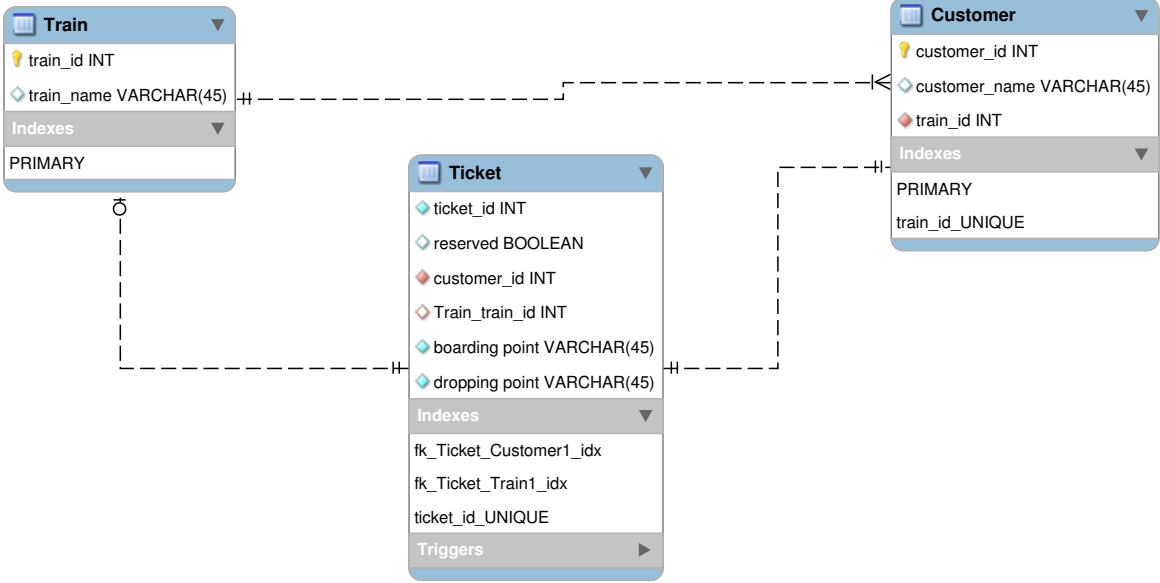 Train
train_id INT
train_name VARCHAR(45)
Indexes
PRIMARY
Customer
customer_id INT
customer_name VARCHAR(45)
train_id INT
Indexes
PRIMARY
train_id_UNIQUE
Ticket
ticket_id INT
reserved BOOLEAN
customer_id INT
Train_train_id INT
boarding point VARCHAR(45)
dropping point VARCHAR(45)
Indexes
fk_Ticket_Customer1_idx
fk_Ticket_Train1_idx
ticket_id_UNIQUE
Triggers